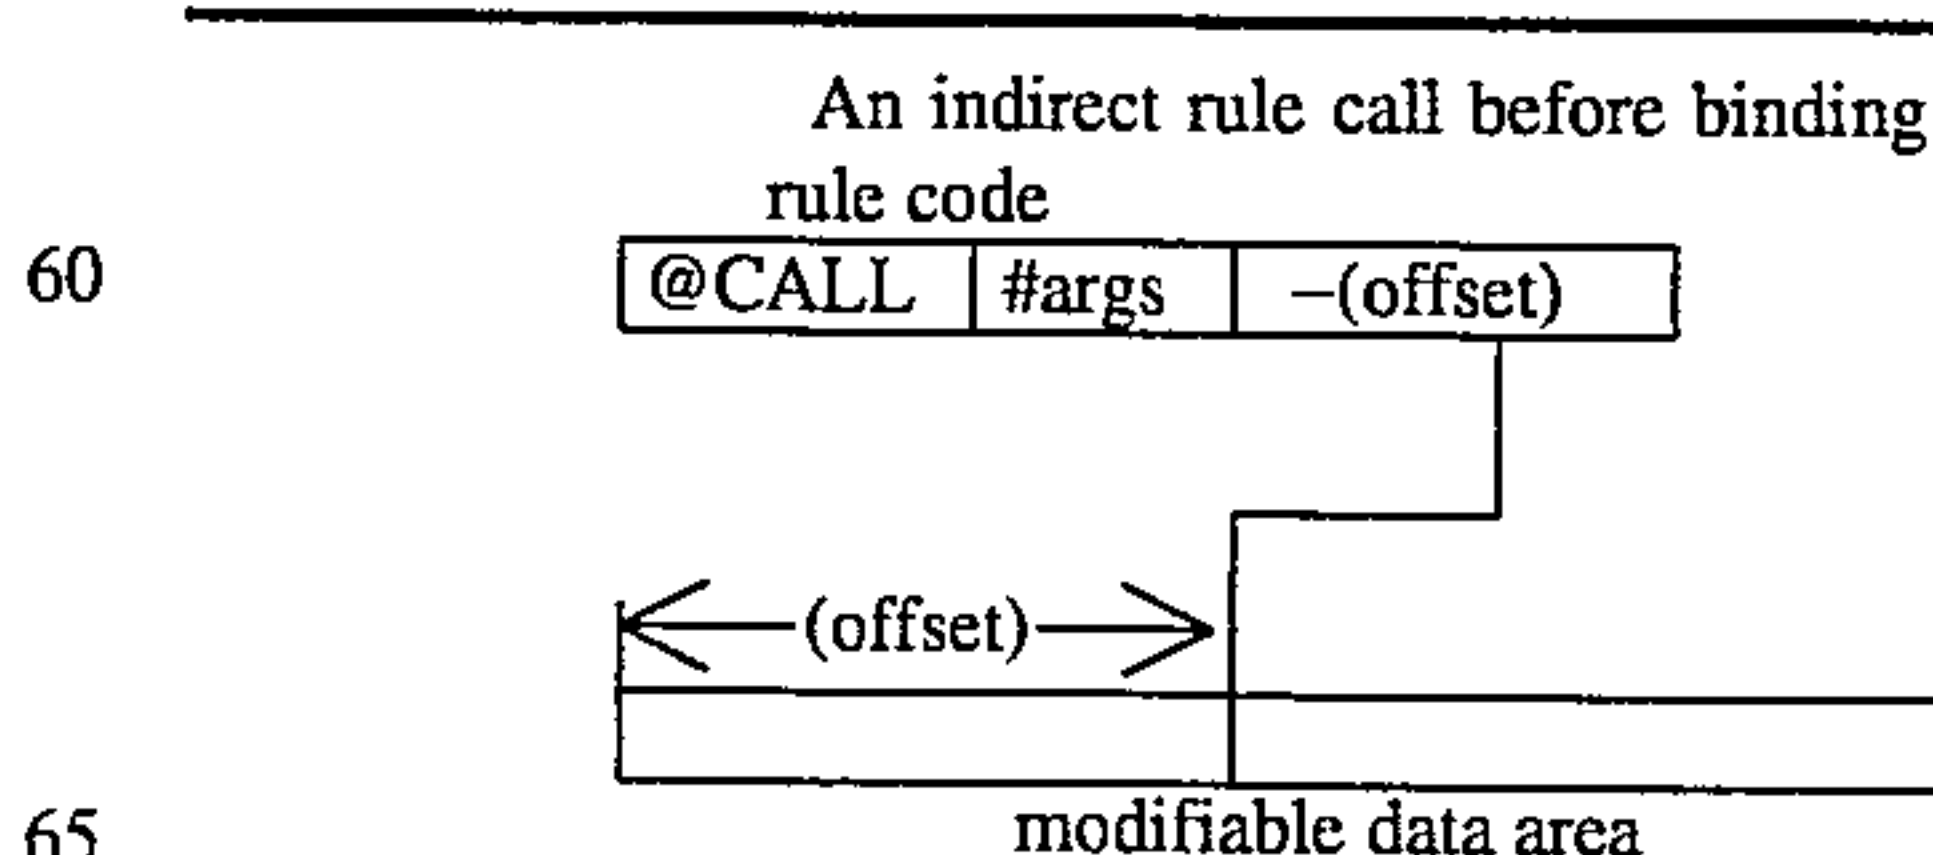 An indirect rule call before binding
rule code
60 @CALL #args –(offset)
(offset)
65 modifiable data area